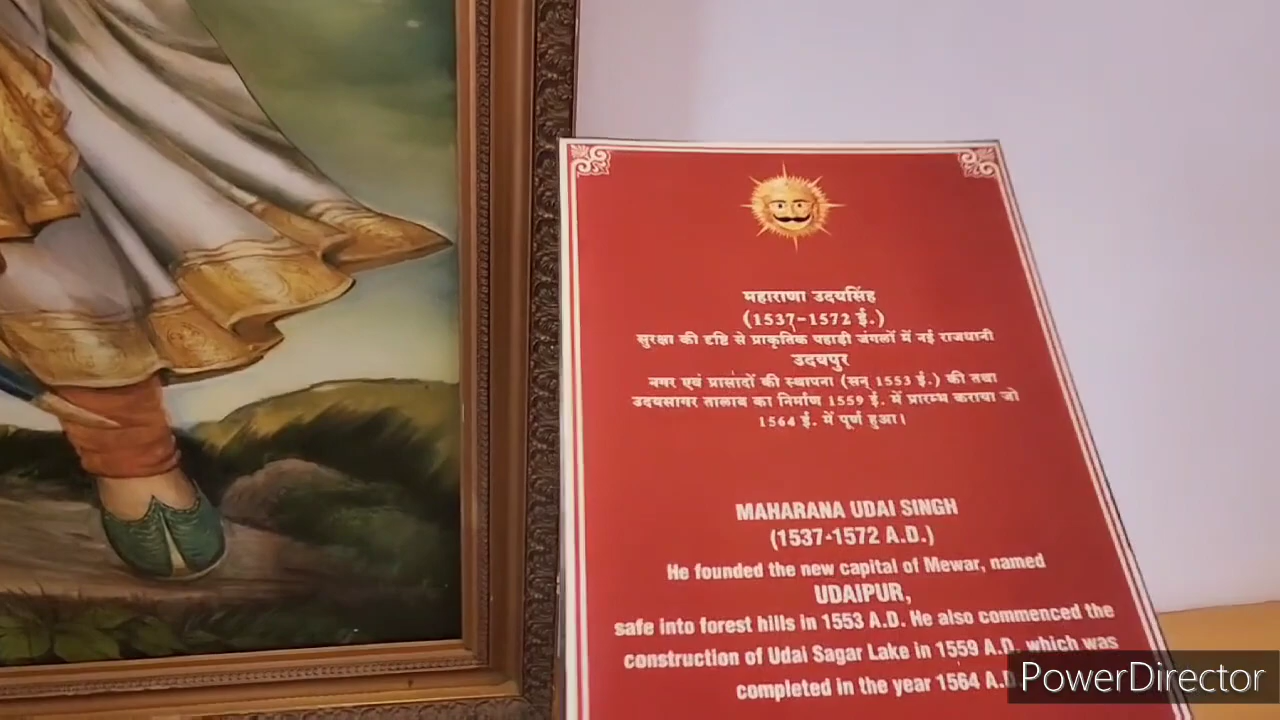 महाराणा उदयसिंह
(1537-1572 ई.)
सुरक्षा की दृष्टि से प्राकृतिक पहाड़ी जंगलों में नई राजधानी
उदयपुर
नगर एवं प्रासादों की स्थापना (सन् 1553 ई.) की तथा
उदयसागर तालाब का निर्माण 1559 ई. में प्रारम्भ कराया जो
1564 ई. में पूर्ण हुआ।
MAHARANA UDAI SINGH
(1537-1572 A.D.)
He founded the new capital of Mewar, named
UDAIPUR,
safe into forest hills in 1553 A.D. He also commenced the
construction of Udai Sagar Lake in 1559 A.D. which was
completed in the year 1564 A.D.
PowerDirector